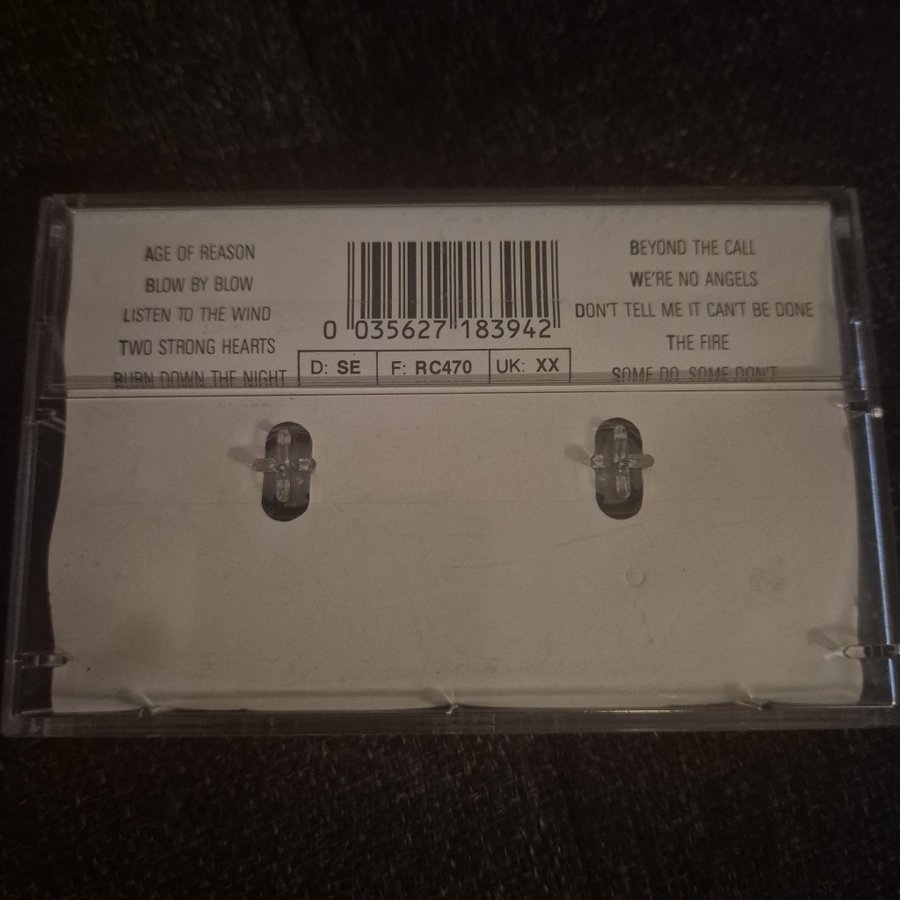 AGE OF REASON
BLOW BY BLOW
LISTEN TO THE WIND
TWO STRONG HEARTS
BURN DOWN THE NIGHT
0 035627 183942
D: SE F: RC470 UK: XX
BEYOND THE CALL
WE'RE NO ANGELS
DON'T TELL ME IT CAN'T BE DONE
THE FIRE
SOME DO, SOME DON'T